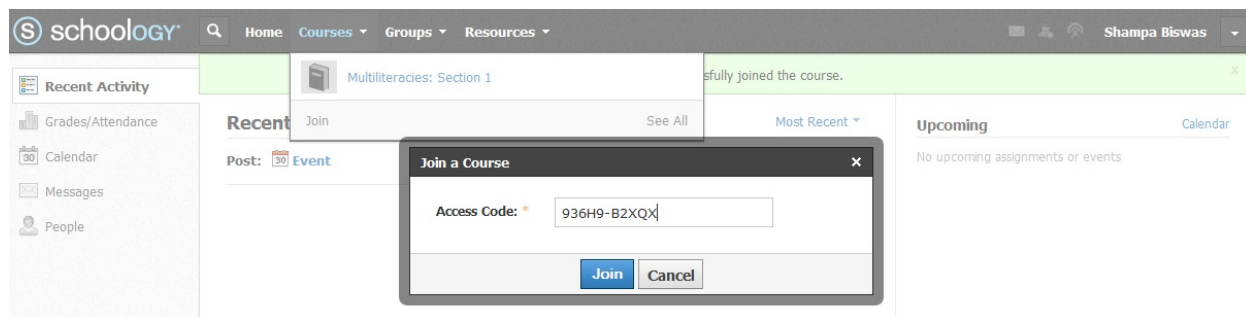 S schoology
Home Courses Groups Resources
Shampa Biswas
Recent Activity
Grades/Attendance
30 Calendar
Messages
People
Multiliteracies: Section 1
Join See All
joined the course. x
Recent
Most Recent
Post: 30 Event
Join a Course ×
Access Code: * 936H9-B2XQX
Join Cancel
Upcoming Calendar
No upcoming assignments or events